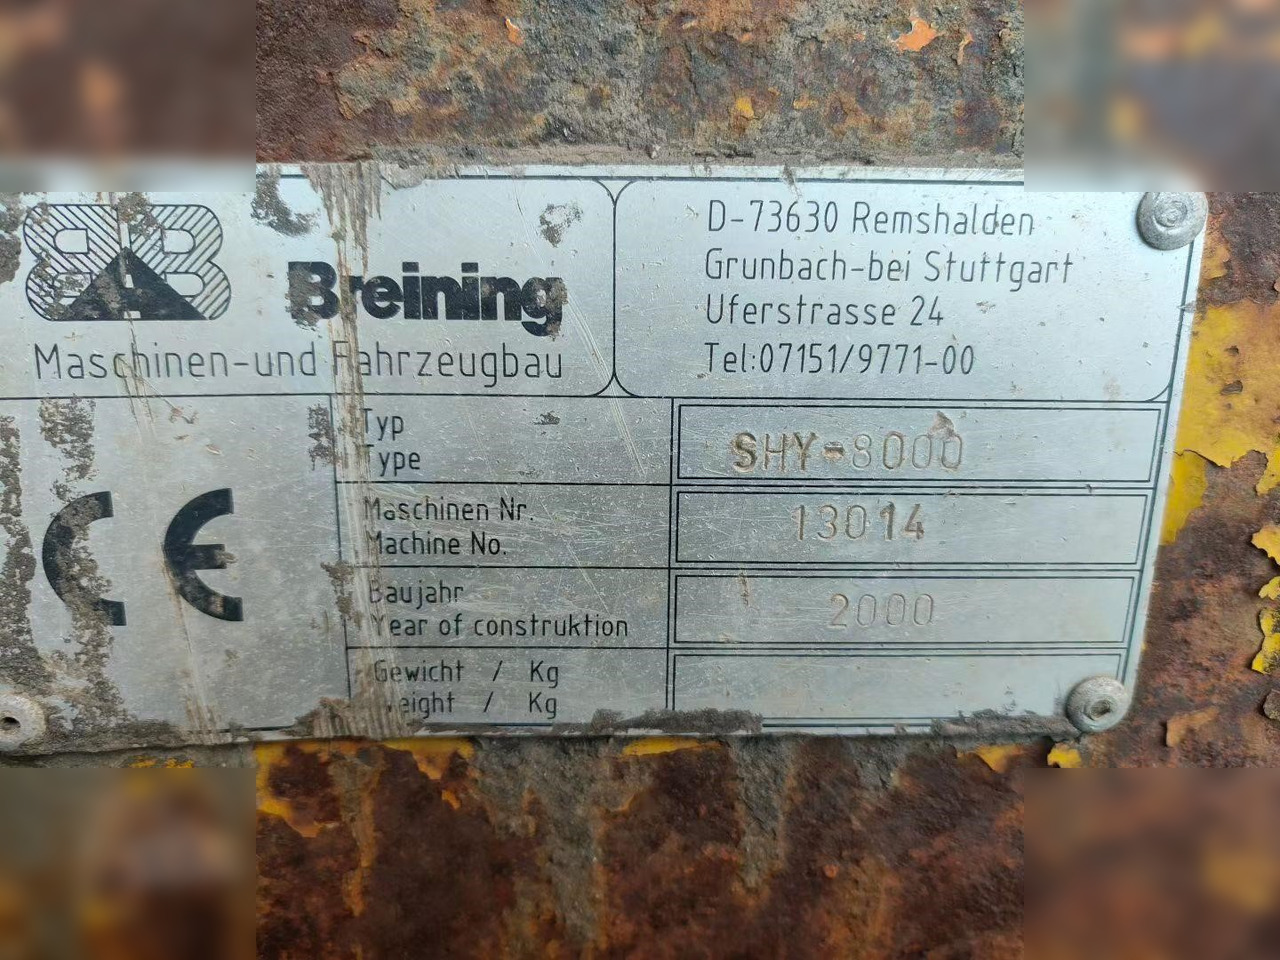 BAB
Breining
Maschinen-und Fahrzeugbau
D-73630 Remshalden
Grunbach-bei Stuttgart
Uferstrasse 24
Tel:07151/9771-00
CE
Typ
Type
SHY-8000
Maschinen Nr.
Machine No.
13014
Baujahr
Year of construktion
2000
Gewicht / Kg
Weight / Kg